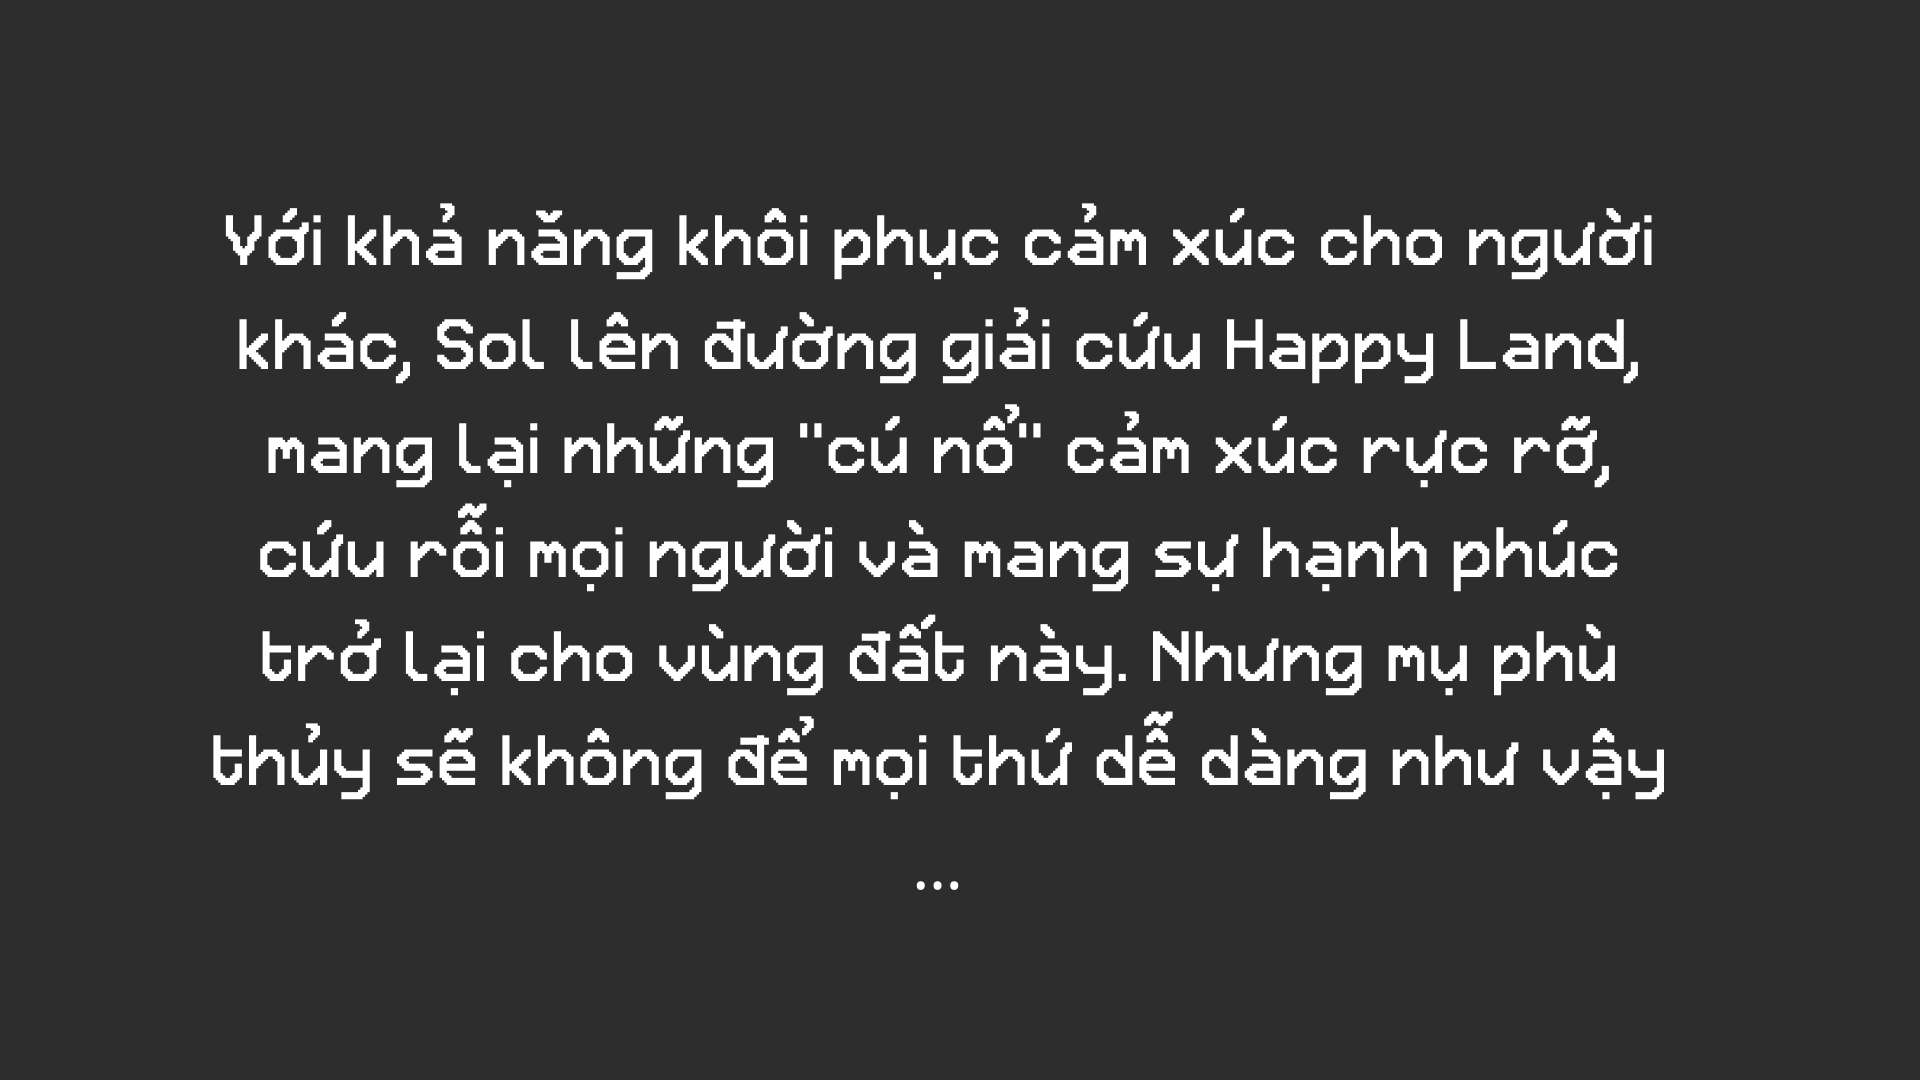 Với khả năng khôi phục cảm xúc cho người
khác, Sol lên đường giải cứu Happy Land,
mang lại những "cú nổ" cảm xúc rực rỡ,
cứu rỗi mọi người và mang sự hạnh phúc
trở lại cho vùng đất này. Nhưng mụ phù
thủy sẽ không để mọi thứ dễ dàng như vậy
...